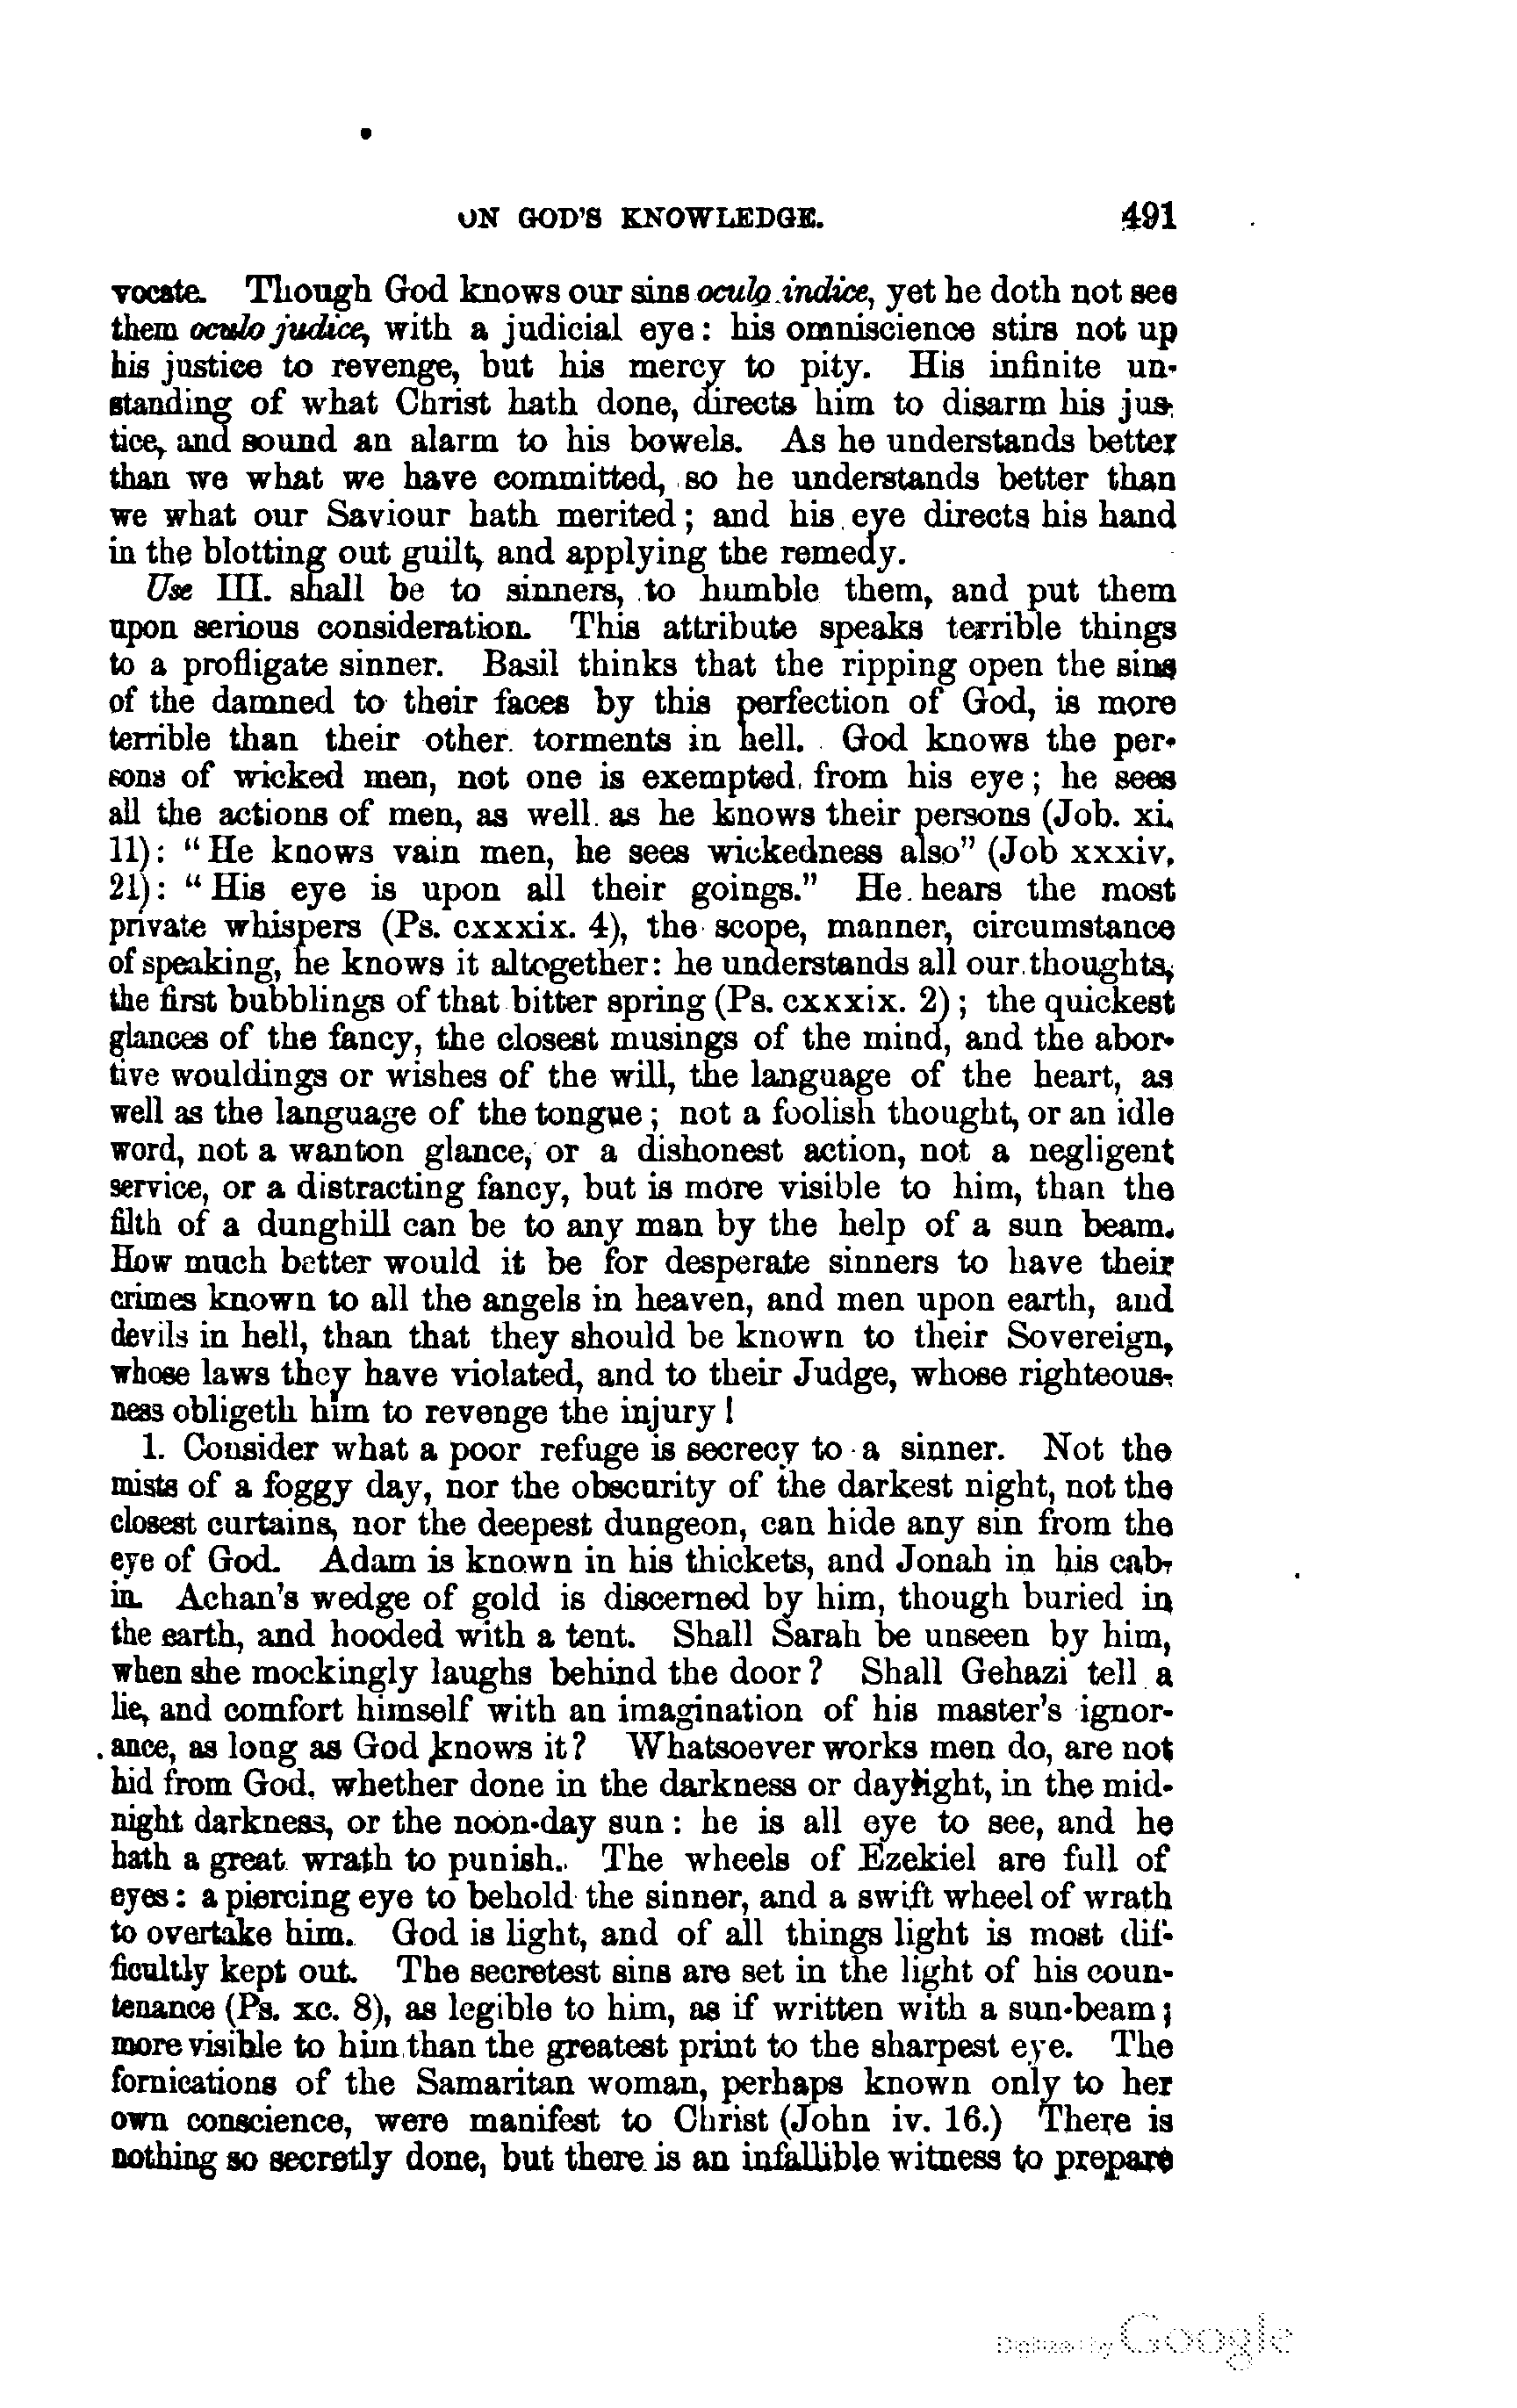 ON GOD'S KNOWLEDGE. 491
vocate. Though God knows our sins oculo indice, yet he doth not see
them oculo judice, with a judicial eye: his omniscience stirs not up
his justice to revenge, but his mercy to pity. His infinite un-
standing of what Christ hath done, directs him to disarm his jus-
tice, and sound an alarm to his bowels. As he understands better
than we what we have committed, so he understands better than
we what our Saviour hath merited; and his eye directs his hand
in the blotting out guilt, and applying the remedy.
Use III. shall be to sinners, to humble them, and put them
upon serious consideration. This attribute speaks terrible things
to a profligate sinner. Basil thinks that the ripping open the sins
of the damned to their faces by this perfection of God, is more
terrible than their other torments in hell. God knows the per-
sons of wicked men, not one is exempted from his eye; he sees
all the actions of men, as well as he knows their persons (Job. xi.
11): "He knows vain men, he sees wickedness also" (Job xxxiv.
21): "His eye is upon all their goings." He hears the most
private whispers (Ps. cxxxix. 4), the scope, manner, circumstance
of speaking, he knows it altogether: he understands all our thoughts,
the first bubblings of that bitter spring (Ps. cxxxix. 2); the quickest
glances of the fancy, the closest musings of the mind, and the abor-
tive wouldings or wishes of the will, the language of the heart, as
well as the language of the tongue; not a foolish thought, or an idle
word, not a wanton glance, or a dishonest action, not a negligent
service, or a distracting fancy, but is more visible to him, than the
filth of a dunghill can be to any man by the help of a sun beam.
How much better would it be for desperate sinners to have their
crimes known to all the angels in heaven, and men upon earth, and
devils in hell, than that they should be known to their Sovereign,
whose laws they have violated, and to their Judge, whose righteous-
ness obligeth him to revenge the injury!
1. Consider what a poor refuge is secrecy to a sinner. Not the
mists of a foggy day, nor the obscurity of the darkest night, not the
closest curtains, nor the deepest dungeon, can hide any sin from the
eye of God. Adam is known in his thickets, and Jonah in his cab-
in. Achan's wedge of gold is discerned by him, though buried in
the earth, and hooded with a tent. Shall Sarah be unseen by him,
when she mockingly laughs behind the door? Shall Gehazi tell a
lie, and comfort himself with an imagination of his master's ignor-
ance, as long as God knows it? Whatsoever works men do, are not
hid from God, whether done in the darkness or daylight, in the mid-
night darkness, or the noon-day sun: he is all eye to see, and he
hath a great wrath to punish. The wheels of Ezekiel are full of
eyes: a piercing eye to behold the sinner, and a swift wheel of wrath
to overtake him. God is light, and of all things light is most dif-
ficultly kept out. The secretest sins are set in the light of his coun-
tenance (Ps. xc. 8), as legible to him, as if written with a sun-beam;
more visible to him than the greatest print to the sharpest eye. The
fornications of the Samaritan woman, perhaps known only to her
own conscience, were manifest to Christ (John iv. 16.) There is
nothing so secretly done, but there is an infallible witness to prepare
Digitized by Google